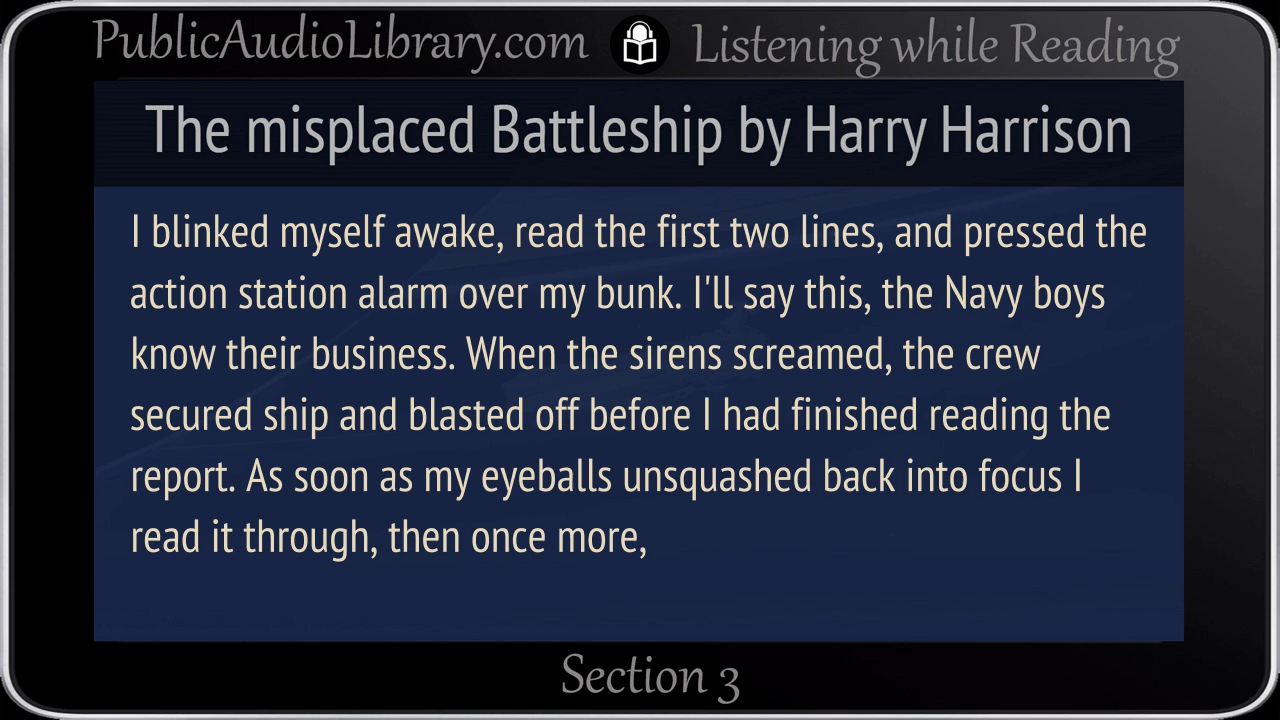 PublicAudioLibrary.com Listening while Reading
The misplaced Battleship by Harry Harrison
I blinked myself awake, read the first two lines, and pressed the
action station alarm over my bunk. I'll say this, the Navy boys
know their business. When the sirens screamed, the crew
secured ship and blasted off before I had finished reading the
report. As soon as my eyeballs unsquashed back into focus I
read it through, then once more,
Section 3